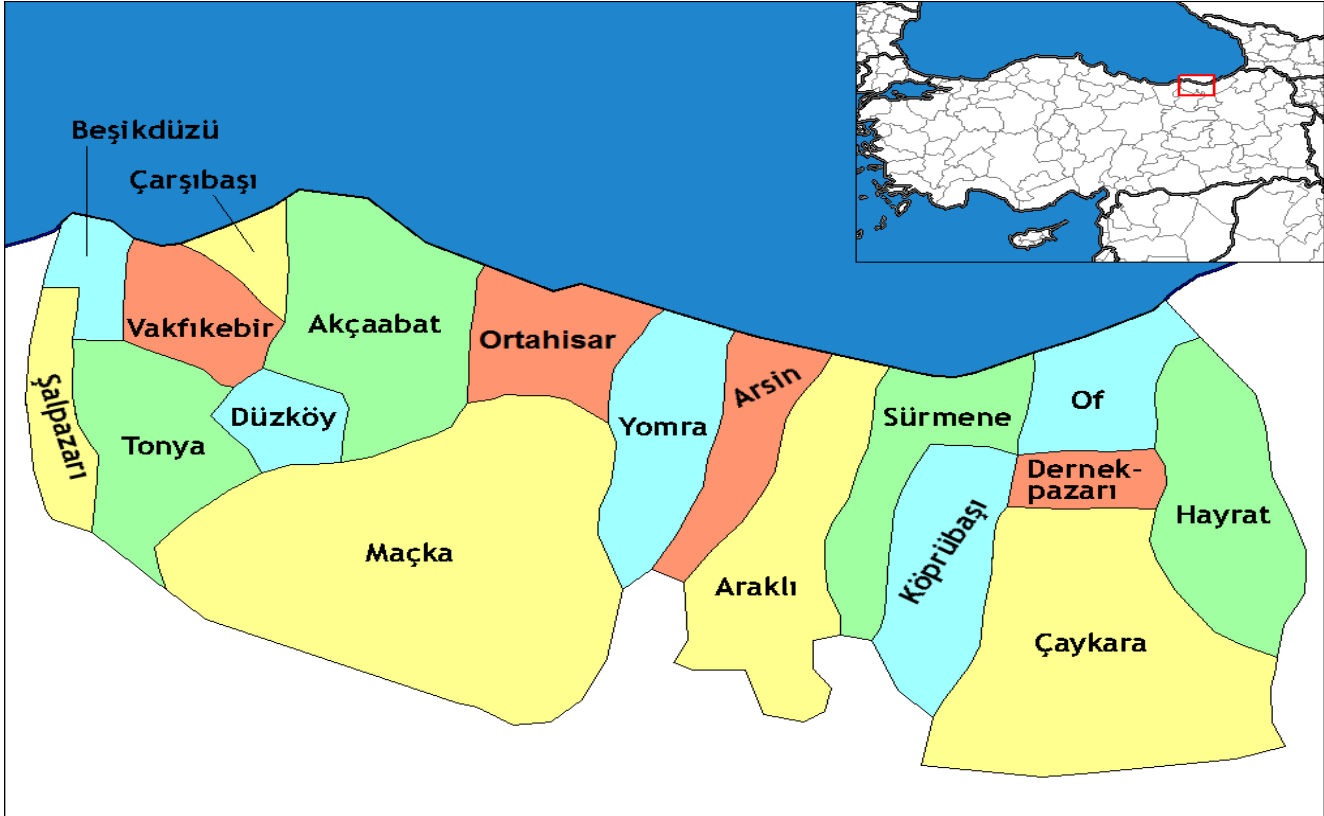 Beşikdüzü
Çarşıbaşı
Vakfıkebir
Akçaabat
Ortahisar
Şalpazarı
Tonya
Düzköy
Yomra
Arsin
Sürmene
Of
Dernek-
pazarı
Hayrat
Maçka
Araklı
Köprübaşı
Çaykara